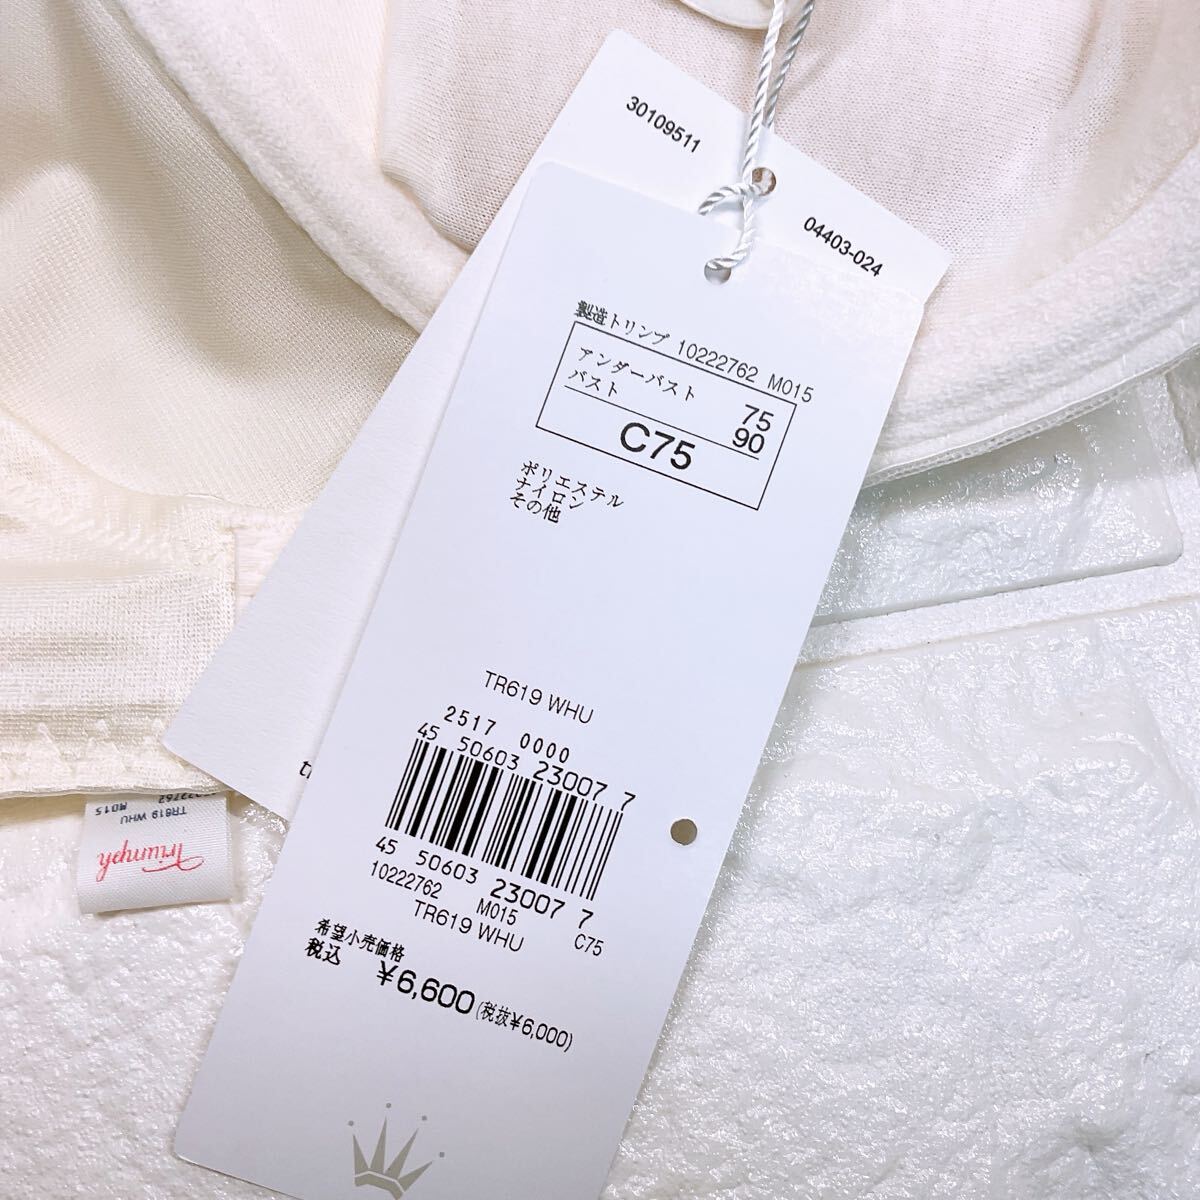 30109511
04403-024
製造トリンプ 10222762 M015
アンダーバスト 75
バスト 90
C75
ポリエステル
ナイロン
その他
TR619 WHU
2517 0000
45 50603 23007 7
45 50603 23007 7
10222762 M015 C75
TR619 WHU
希望小売価格
税込 ¥6,600 (税抜¥6,000)
Triumph
TR619 WHU
M015